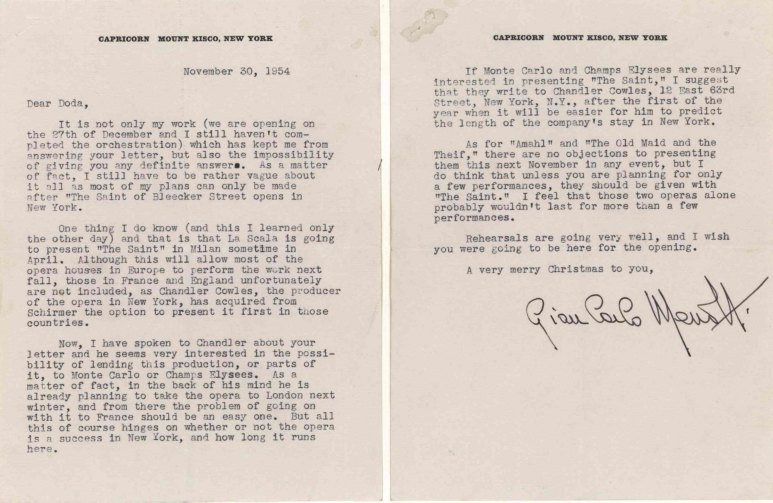 CAPRICORN MOUNT KISCO, NEW YORK
November 30, 1954
Dear Doda,
It is not only my work (we are opening
on the 27th of December and I still haven't com-
pleted the orchestration) which has kept me from
answering your letter, but also the impossibility
of giving you any definite answers. As a matter
of fact, I still have to be rather vague about
it all as most of my plans can only be made
after "The Saint of Bleecker Street opens in
New York.
One thing I do know (and this I learned only
the other day) and that is that La Scala is going
to present "The Saint" in Milan sometime in
April. Although this will allow most of the
opera houses in Europe to perform the work next
fall, those in France and England unfortunately
are not included, as Chandler Cowles, the producer
of the opera in New York, has acquired from
Schirmer the option to present it first in those
countries.
Now, I have spoken to Chandler about your
letter and he seems very interested in the possi-
bility of lending this production, or parts of
it, to Monte Carlo or Champs Elysees. As a
matter of fact, in the back of his mind he is
already planning to take the opera to London next
winter, and from there the problem of going on
with it to France should be an easy one. But all
this of course hinges on whether or not the opera
is a success in New York, and how long it runs
here.
CAPRICORN MOUNT KISCO, NEW YORK
If Monte Carlo and Champs Elysees are really
interested in presenting "The Saint," I suggest
that they write to Chandler Cowles, 12 East 63rd
Street, New York, N.Y., after the first of the
year when it will be easier for him to predict
the length of the company's stay in New York.
As for "Amahl" and "The Old Maid and the
Theif," there are no objections to presenting
them this next November in any event, but I
do think that unless you are planning for only
a few performances, they should be given with
"The Saint." I feel that those two operas alone
probably wouldn't last for more than a few
performances.
Rehearsals are going very well, and I wish
you were going to be here for the opening.
A very merry Christmas to you,
Gian Carlo Menotti